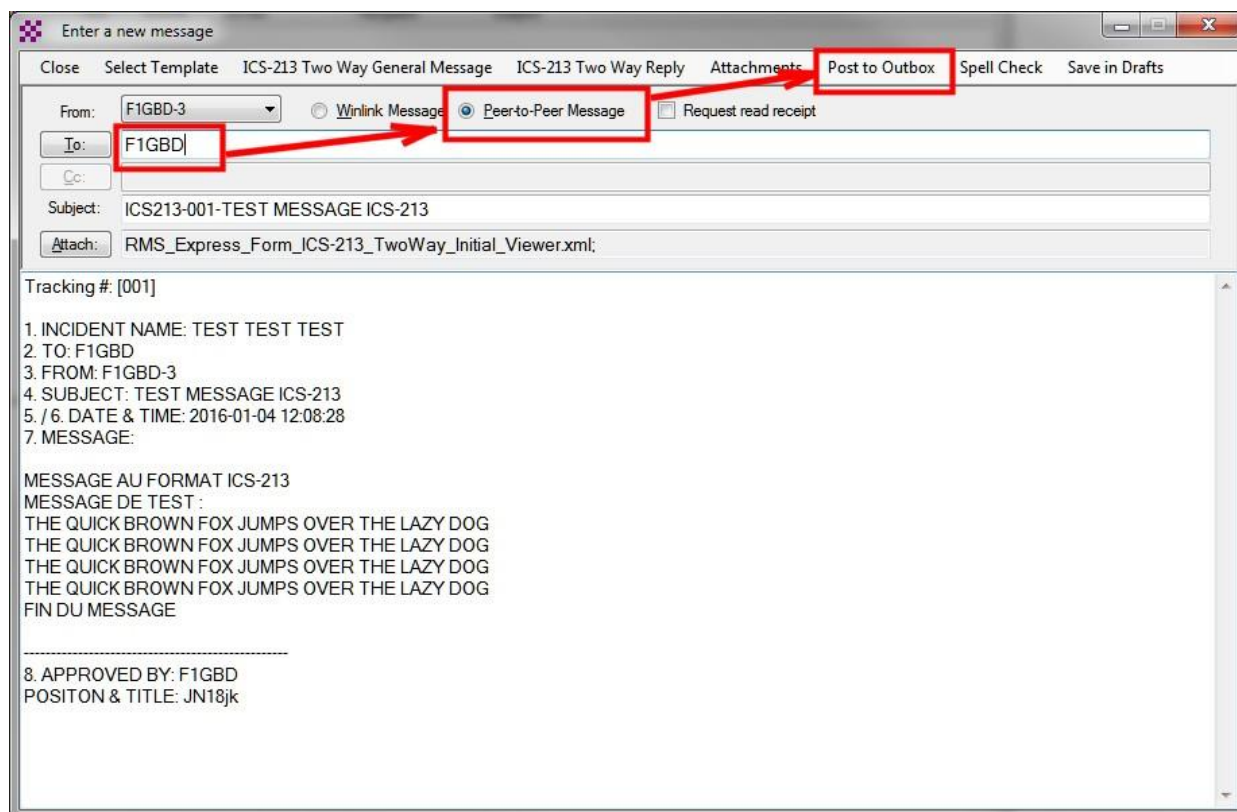 Enter a new message
Close Select Template ICS-213 Two Way General Message ICS-213 Two Way Reply Attachments Post to Outbox Spell Check Save in Drafts
From: F1GBD-3 Winlink Message Peer-to-Peer Message Request read receipt
To: F1GBD
Cc:
Subject: ICS213-001-TEST MESSAGE ICS-213
Attach: RMS_Express_Form_ICS-213_TwoWay_Initial_Viewer.xml;
Tracking #: [001]
1. INCIDENT NAME: TEST TEST TEST
2. TO: F1GBD
3. FROM: F1GBD-3
4. SUBJECT: TEST MESSAGE ICS-213
5. / 6. DATE & TIME: 2016-01-04 12:08:28
7. MESSAGE:
MESSAGE AU FORMAT ICS-213
MESSAGE DE TEST :
THE QUICK BROWN FOX JUMPS OVER THE LAZY DOG
THE QUICK BROWN FOX JUMPS OVER THE LAZY DOG
THE QUICK BROWN FOX JUMPS OVER THE LAZY DOG
THE QUICK BROWN FOX JUMPS OVER THE LAZY DOG
FIN DU MESSAGE
-------------------------------------------------
8. APPROVED BY: F1GBD
POSITON & TITLE: JN18jk